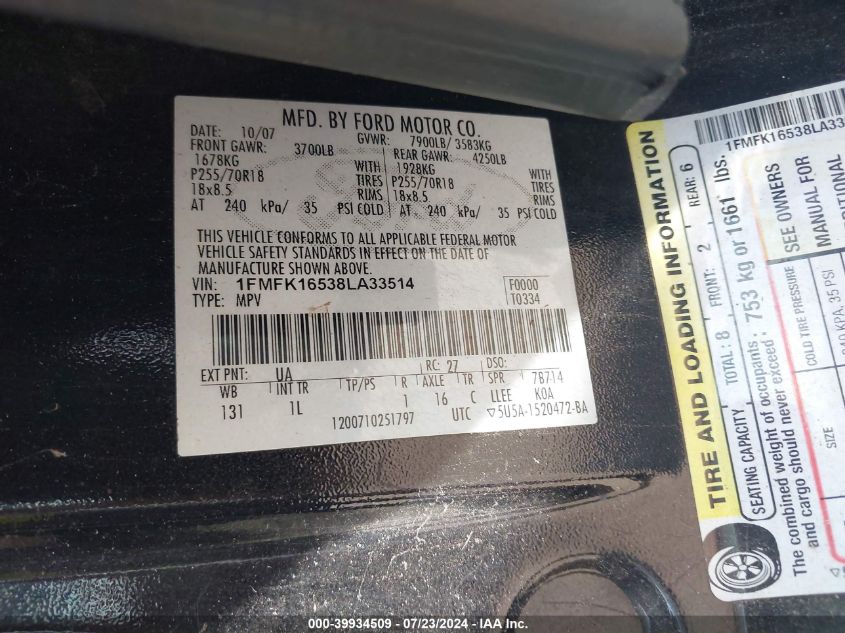 MFD. BY FORD MOTOR CO.
DATE: 10/07 GVWR: 7900LB/ 3583KG
FRONT GAWR: 3700LB REAR GAWR: 4250LB
1678KG WITH 1928KG WITH
P255/70R18 TIRES P255/70R18 TIRES
18x8.5 RIMS 18x8.5 RIMS
AT 240 kPa/ 35 PSI COLD AT 240 kPa/ 35 PSI COLD
THIS VEHICLE CONFORMS TO ALL APPLICABLE FEDERAL MOTOR
VEHICLE SAFETY STANDARDS IN EFFECT ON THE DATE OF
MANUFACTURE SHOWN ABOVE.
VIN: 1FMFK16538LA33514 F0000
TYPE: MPV T0334
EXT PNT: UA RC: 27 DSO:
WB INT TR TP/PS R AXLE TR SPR 78714
131 1L 1 16 C LLEE KOA
1200710251797 UTC ▽5U5A-1520472-BA
TIRE AND LOADING INFORMATION
1FMFK16538LA33
SEATING CAPACITY TOTAL: 8 FRONT: 2 REAR: 6
The combined weight of occupants
and cargo should never exceed : 753 kg or 1661 lbs.
SIZE COLD TIRE PRESSURE SEE OWNERS
MANUAL FOR
240 KPA, 35 PSI
000-39934509 - 07/23/2024 - IAA Inc.